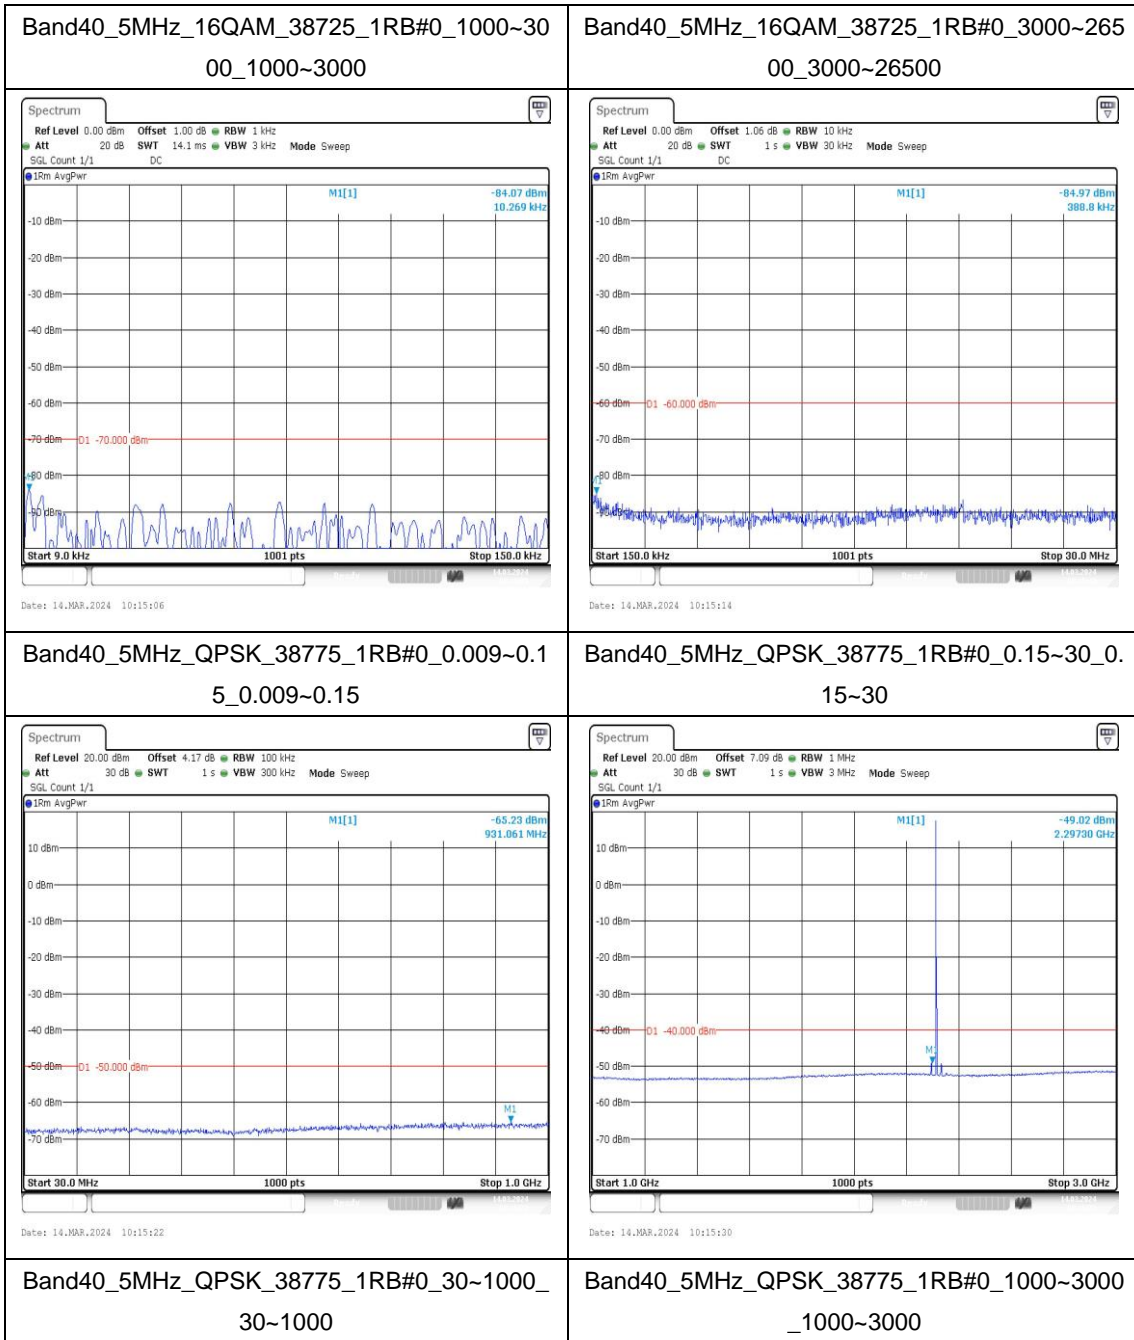 Band40_5MHz_16QAM_38725_1RB#0_1000~30
00_1000~3000
Band40_5MHz_16QAM_38725_1RB#0_3000~265
00_3000~26500
Spectrum
Ref Level 0.00 dBm Offset 1.00 dB RBW 1 kHz
Att 20 dB SWT 14.1 ms VBW 3 kHz Mode Sweep
SGL Count 1/1 DC
1Rm AvgPwr
M1[1] -84.07 dBm
10.269 kHz
-10 dBm
-20 dBm
-30 dBm
-40 dBm
-50 dBm
-60 dBm
-70 dBm D1 -70.000 dBm
-80 dBm
-90 dBm
Start 9.0 kHz 1001 pts Stop 150.0 kHz
Date: 14.MAR.2024 10:15:06
Spectrum
Ref Level 0.00 dBm Offset 1.06 dB RBW 10 kHz
Att 20 dB SWT 1 s VBW 30 kHz Mode Sweep
SGL Count 1/1 DC
1Rm AvgPwr
M1[1] -84.97 dBm
388.8 kHz
-10 dBm
-20 dBm
-30 dBm
-40 dBm
-50 dBm
-60 dBm D1 -60.000 dBm
-70 dBm
-80 dBm
Start 150.0 kHz 1001 pts Stop 30.0 MHz
Date: 14.MAR.2024 10:15:14
Band40_5MHz_QPSK_38775_1RB#0_0.009~0.1
5_0.009~0.15
Band40_5MHz_QPSK_38775_1RB#0_0.15~30_0.
15~30
Spectrum
Ref Level 20.00 dBm Offset 4.17 dB RBW 100 kHz
Att 30 dB SWT 1 s VBW 300 kHz Mode Sweep
SGL Count 1/1
1Rm AvgPwr
M1[1] -65.23 dBm
931.061 MHz
10 dBm
0 dBm
-10 dBm
-20 dBm
-30 dBm
-40 dBm
-50 dBm D1 -50.000 dBm
-60 dBm
M1
-70 dBm
Start 30.0 MHz 1000 pts Stop 1.0 GHz
Date: 14.MAR.2024 10:15:22
Spectrum
Ref Level 20.00 dBm Offset 7.09 dB RBW 1 MHz
Att 30 dB SWT 1 s VBW 3 MHz Mode Sweep
SGL Count 1/1
1Rm AvgPwr
M1[1] -49.02 dBm
2.29730 GHz
10 dBm
0 dBm
-10 dBm
-20 dBm
-30 dBm
-40 dBm D1 -40.000 dBm
-50 dBm
-60 dBm
-70 dBm
Start 1.0 GHz 1000 pts Stop 3.0 GHz
Date: 14.MAR.2024 10:15:30
Band40_5MHz_QPSK_38775_1RB#0_30~1000_
30~1000
Band40_5MHz_QPSK_38775_1RB#0_1000~3000
_1000~3000